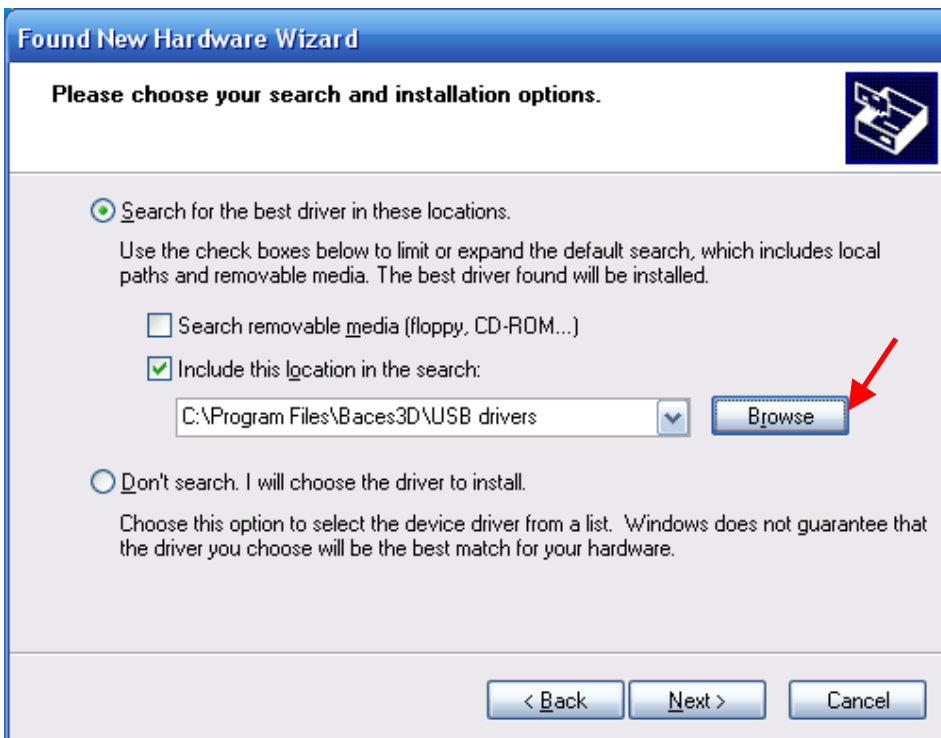 Found New Hardware Wizard
Please choose your search and installation options.
Search for the best driver in these locations.
Use the check boxes below to limit or expand the default search, which includes local
paths and removable media. The best driver found will be installed.
Search removable media (floppy, CD-ROM...)
Include this location in the search:
C:\Program Files\Baces3D\USB drivers
Browse
Don't search. I will choose the driver to install.
Choose this option to select the device driver from a list. Windows does not guarantee that
the driver you choose will be the best match for your hardware.
< Back Next > Cancel